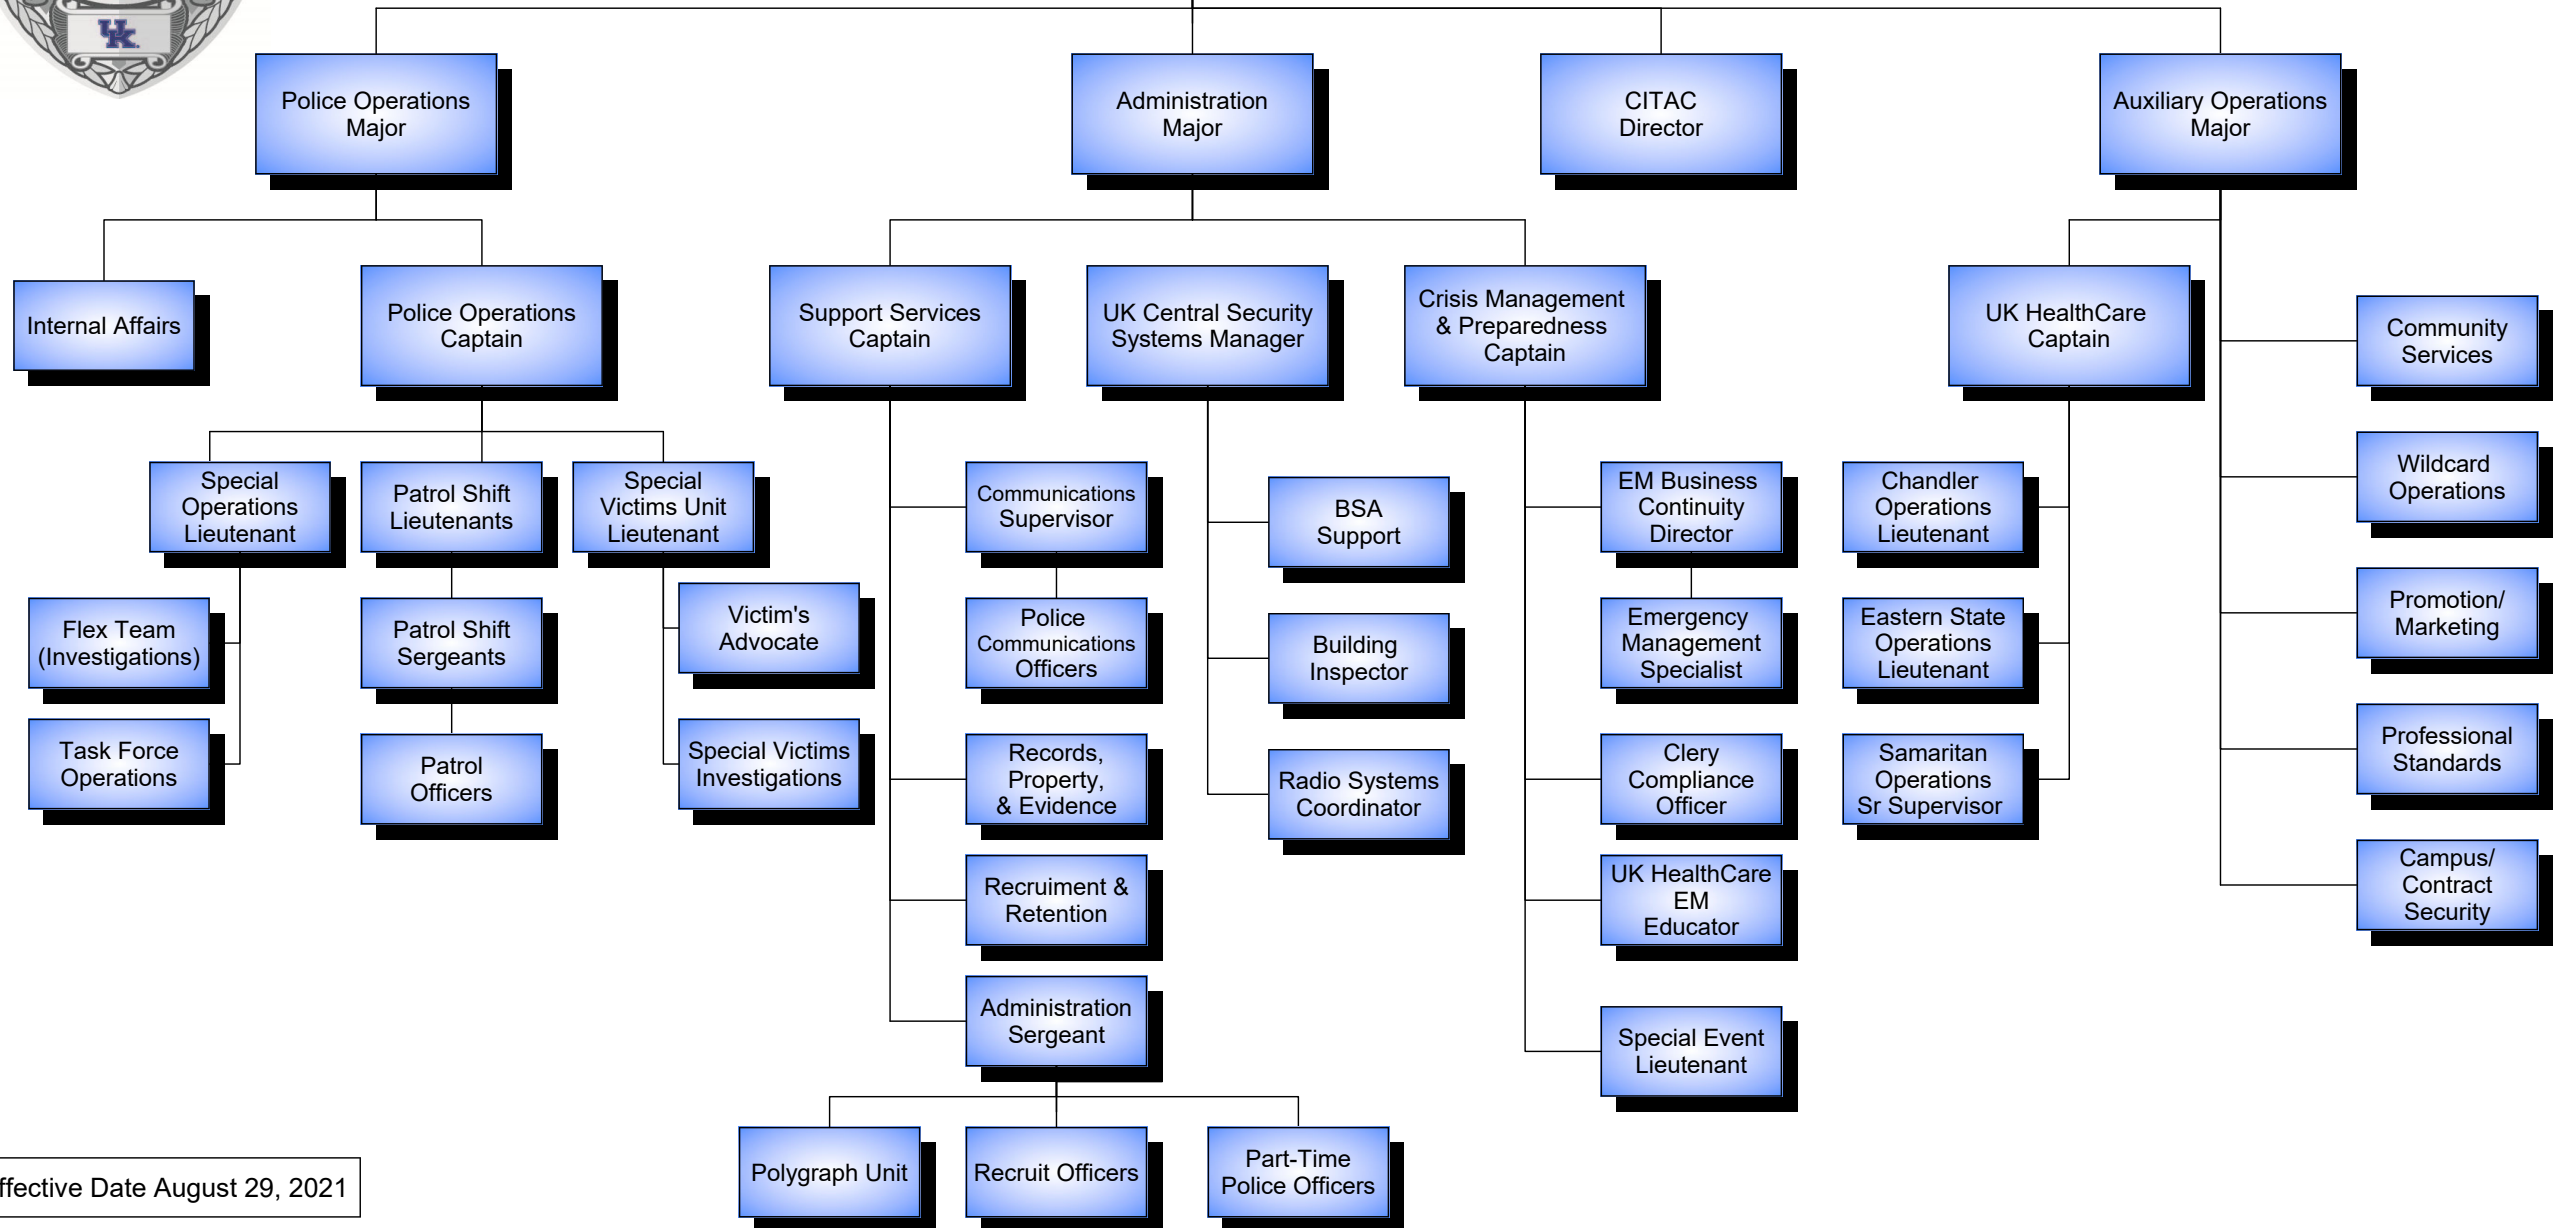 UK
Police Operations
Major
Administration
Major
CITAC
Director
Auxiliary Operations
Major
Internal Affairs
Police Operations
Captain
Support Services
Captain
UK Central Security
Systems Manager
Crisis Management
& Preparedness
Captain
UK HealthCare
Captain
Community
Services
Special
Operations
Lieutenant
Patrol Shift
Lieutenants
Special
Victims Unit
Lieutenant
Communications
Supervisor
BSA
Support
EM Business
Continuity
Director
Chandler
Operations
Lieutenant
Wildcard
Operations
Flex Team
(Investigations)
Patrol Shift
Sergeants
Victim's
Advocate
Police
Communications
Officers
Building
Inspector
Emergency
Management
Specialist
Eastern State
Operations
Lieutenant
Promotion/
Marketing
Task Force
Operations
Patrol
Officers
Special Victims
Investigations
Records,
Property,
& Evidence
Radio Systems
Coordinator
Clery
Compliance
Officer
Samaritan
Operations
Sr Supervisor
Professional
Standards
Recruiment &
Retention
UK HealthCare
EM
Educator
Campus/
Contract
Security
Administration
Sergeant
Special Event
Lieutenant
Polygraph Unit
Recruit Officers
Part-Time
Police Officers
ffective Date August 29, 2021